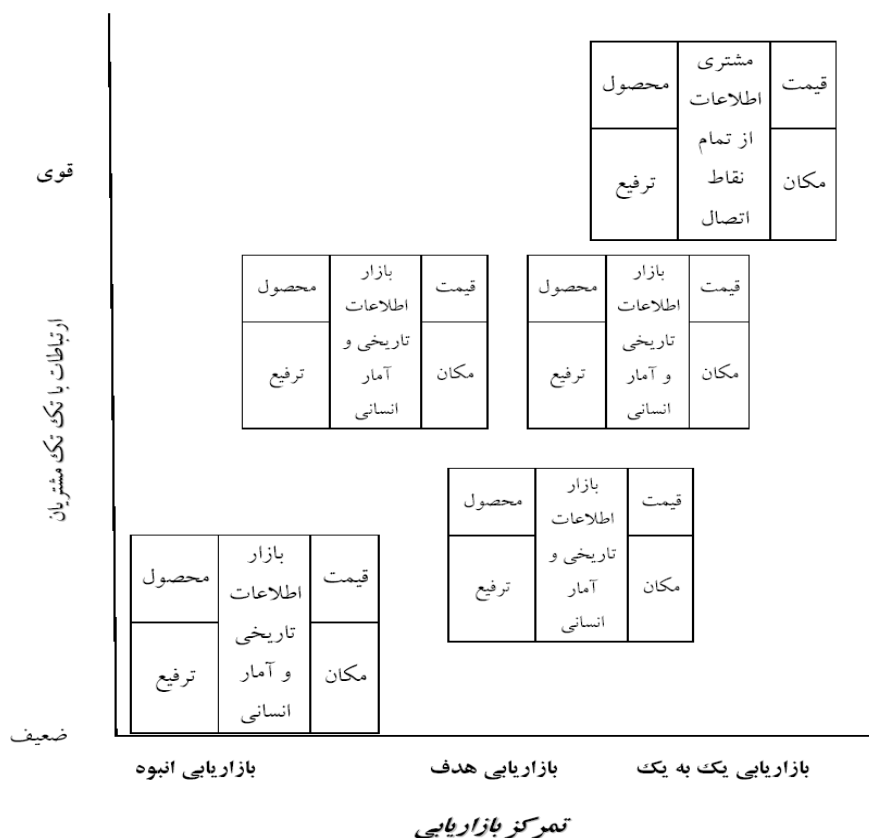 قیمت
مشتری
اطلاعات
از تمام
نقاط
اتصال
محصول
مکان
ترفیع
قوی
قیمت
بازار
اطلاعات
تاریخی
و آمار
انسانی
محصول
مکان
ترفیع
قیمت
بازار
اطلاعات
تاریخی و
آمار
انسانی
محصول
مکان
ترفیع
ارتباطات با تک تک مشتریان
قیمت
بازار
اطلاعات
تاریخی و
آمار
انسانی
محصول
مکان
ترفیع
قیمت
بازار
اطلاعات
تاریخی
و آمار
انسانی
محصول
مکان
ترفیع
ضعیف
بازاریابی یک به یک
بازاریابی هدف
بازاریابی انبوه
تمرکز بازاریابی